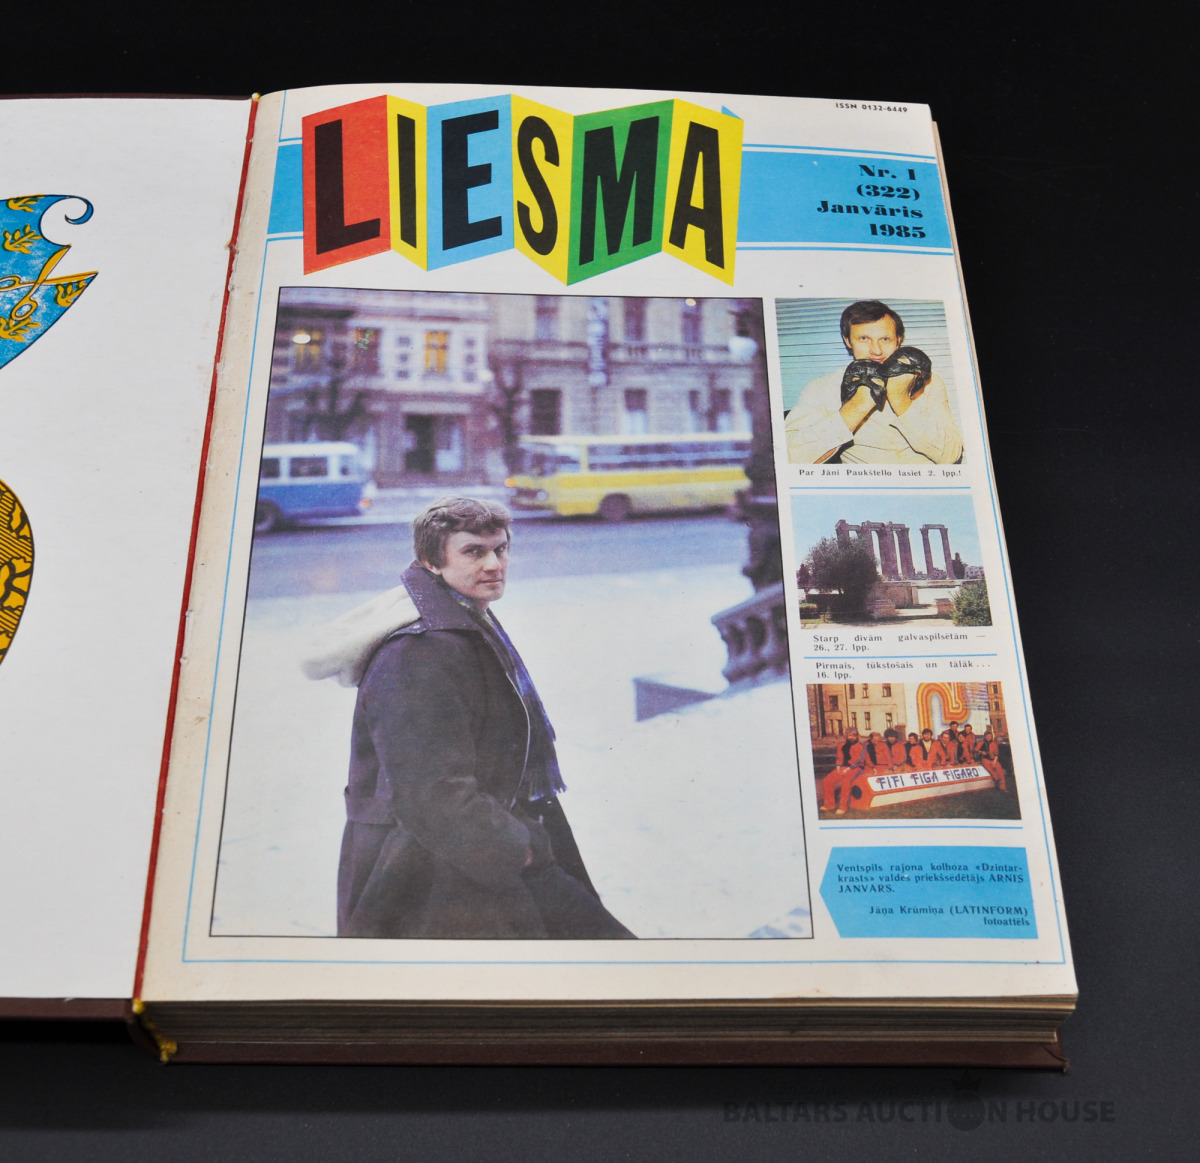 ISSN 0132-6449
LIESMA
Nr. 1
(322)
Janvāris
1985
Par Jāni Paukštello lasiet 2. lpp.!
Starp divām galvaspilsētām —
26., 27. lpp.
Pirmais, tūkstošais un tālāk...
16. lpp.
FIFI FIGA FIGARO
Ventspils rajona kolhoza «Dzintar-
krasts» valdes priekšsēdētājs ARNIS
JANVARS.
Jāņa Krūmiņa (LATINFORM)
fotoattēls
BALTARS AUCTION HOUSE